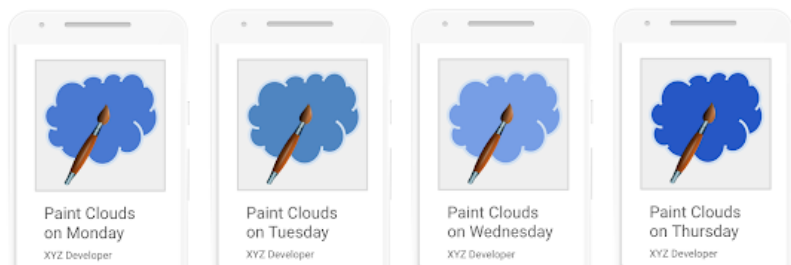 Paint Clouds
on Monday
XYZ Developer
Paint Clouds
on Tuesday
XYZ Developer
Paint Clouds
on Wednesday
XYZ Developer
Paint Clouds
on Thursday
XYZ Developer